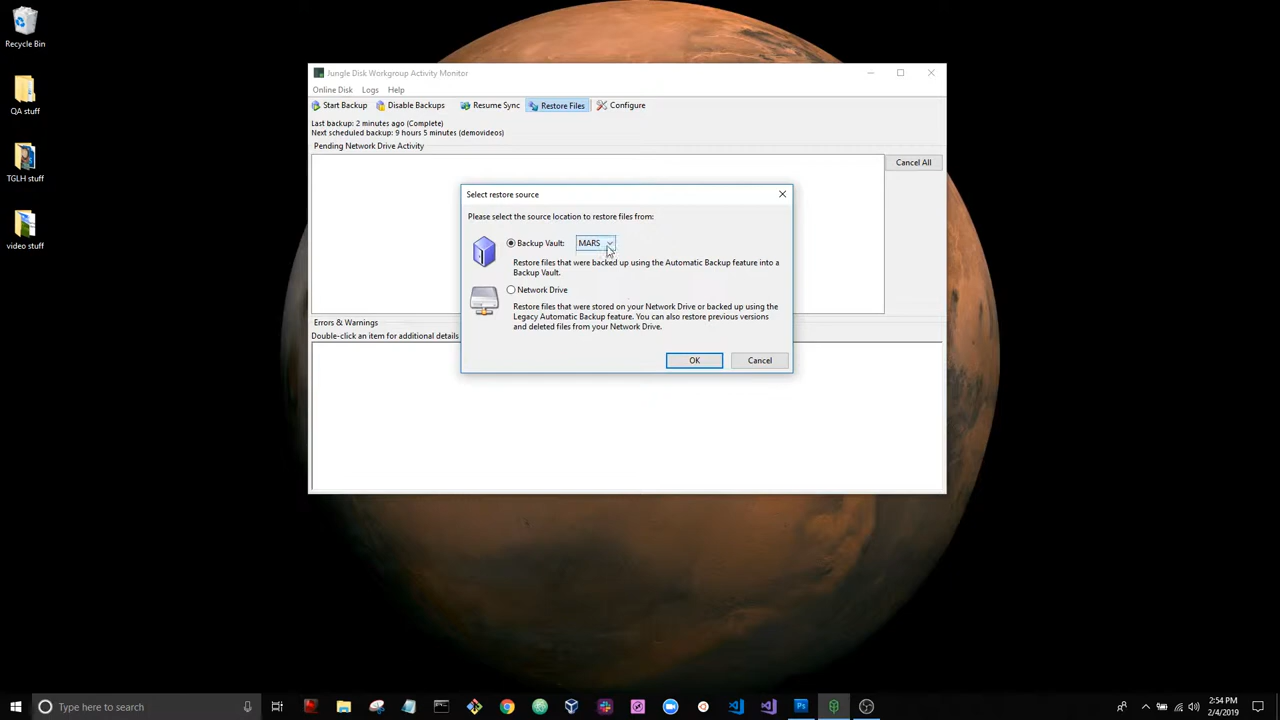 Recycle Bin
QA stuff
TGLH stuff
video stuff
Jungle Disk Workgroup Activity Monitor
Online Disk Logs Help
Start Backup Disable Backups Resume Sync Restore Files Configure
Last backup: 2 minutes ago (Complete)
Next scheduled backup: 9 hours 5 minutes (demovideos)
Pending Network Drive Activity
Cancel All
Select restore source
Please select the source location to restore files from:
Backup Vault: MARS
Restore files that were backed up using the Automatic Backup feature into a
Backup Vault.
Network Drive
Restore files that were stored on your Network Drive or backed up using the
Legacy Automatic Backup feature. You can also restore previous versions
and deleted files from your Network Drive.
OK Cancel
Errors & Warnings
Double-click an item for additional details
Type here to search
2:54 PM
2/4/2019